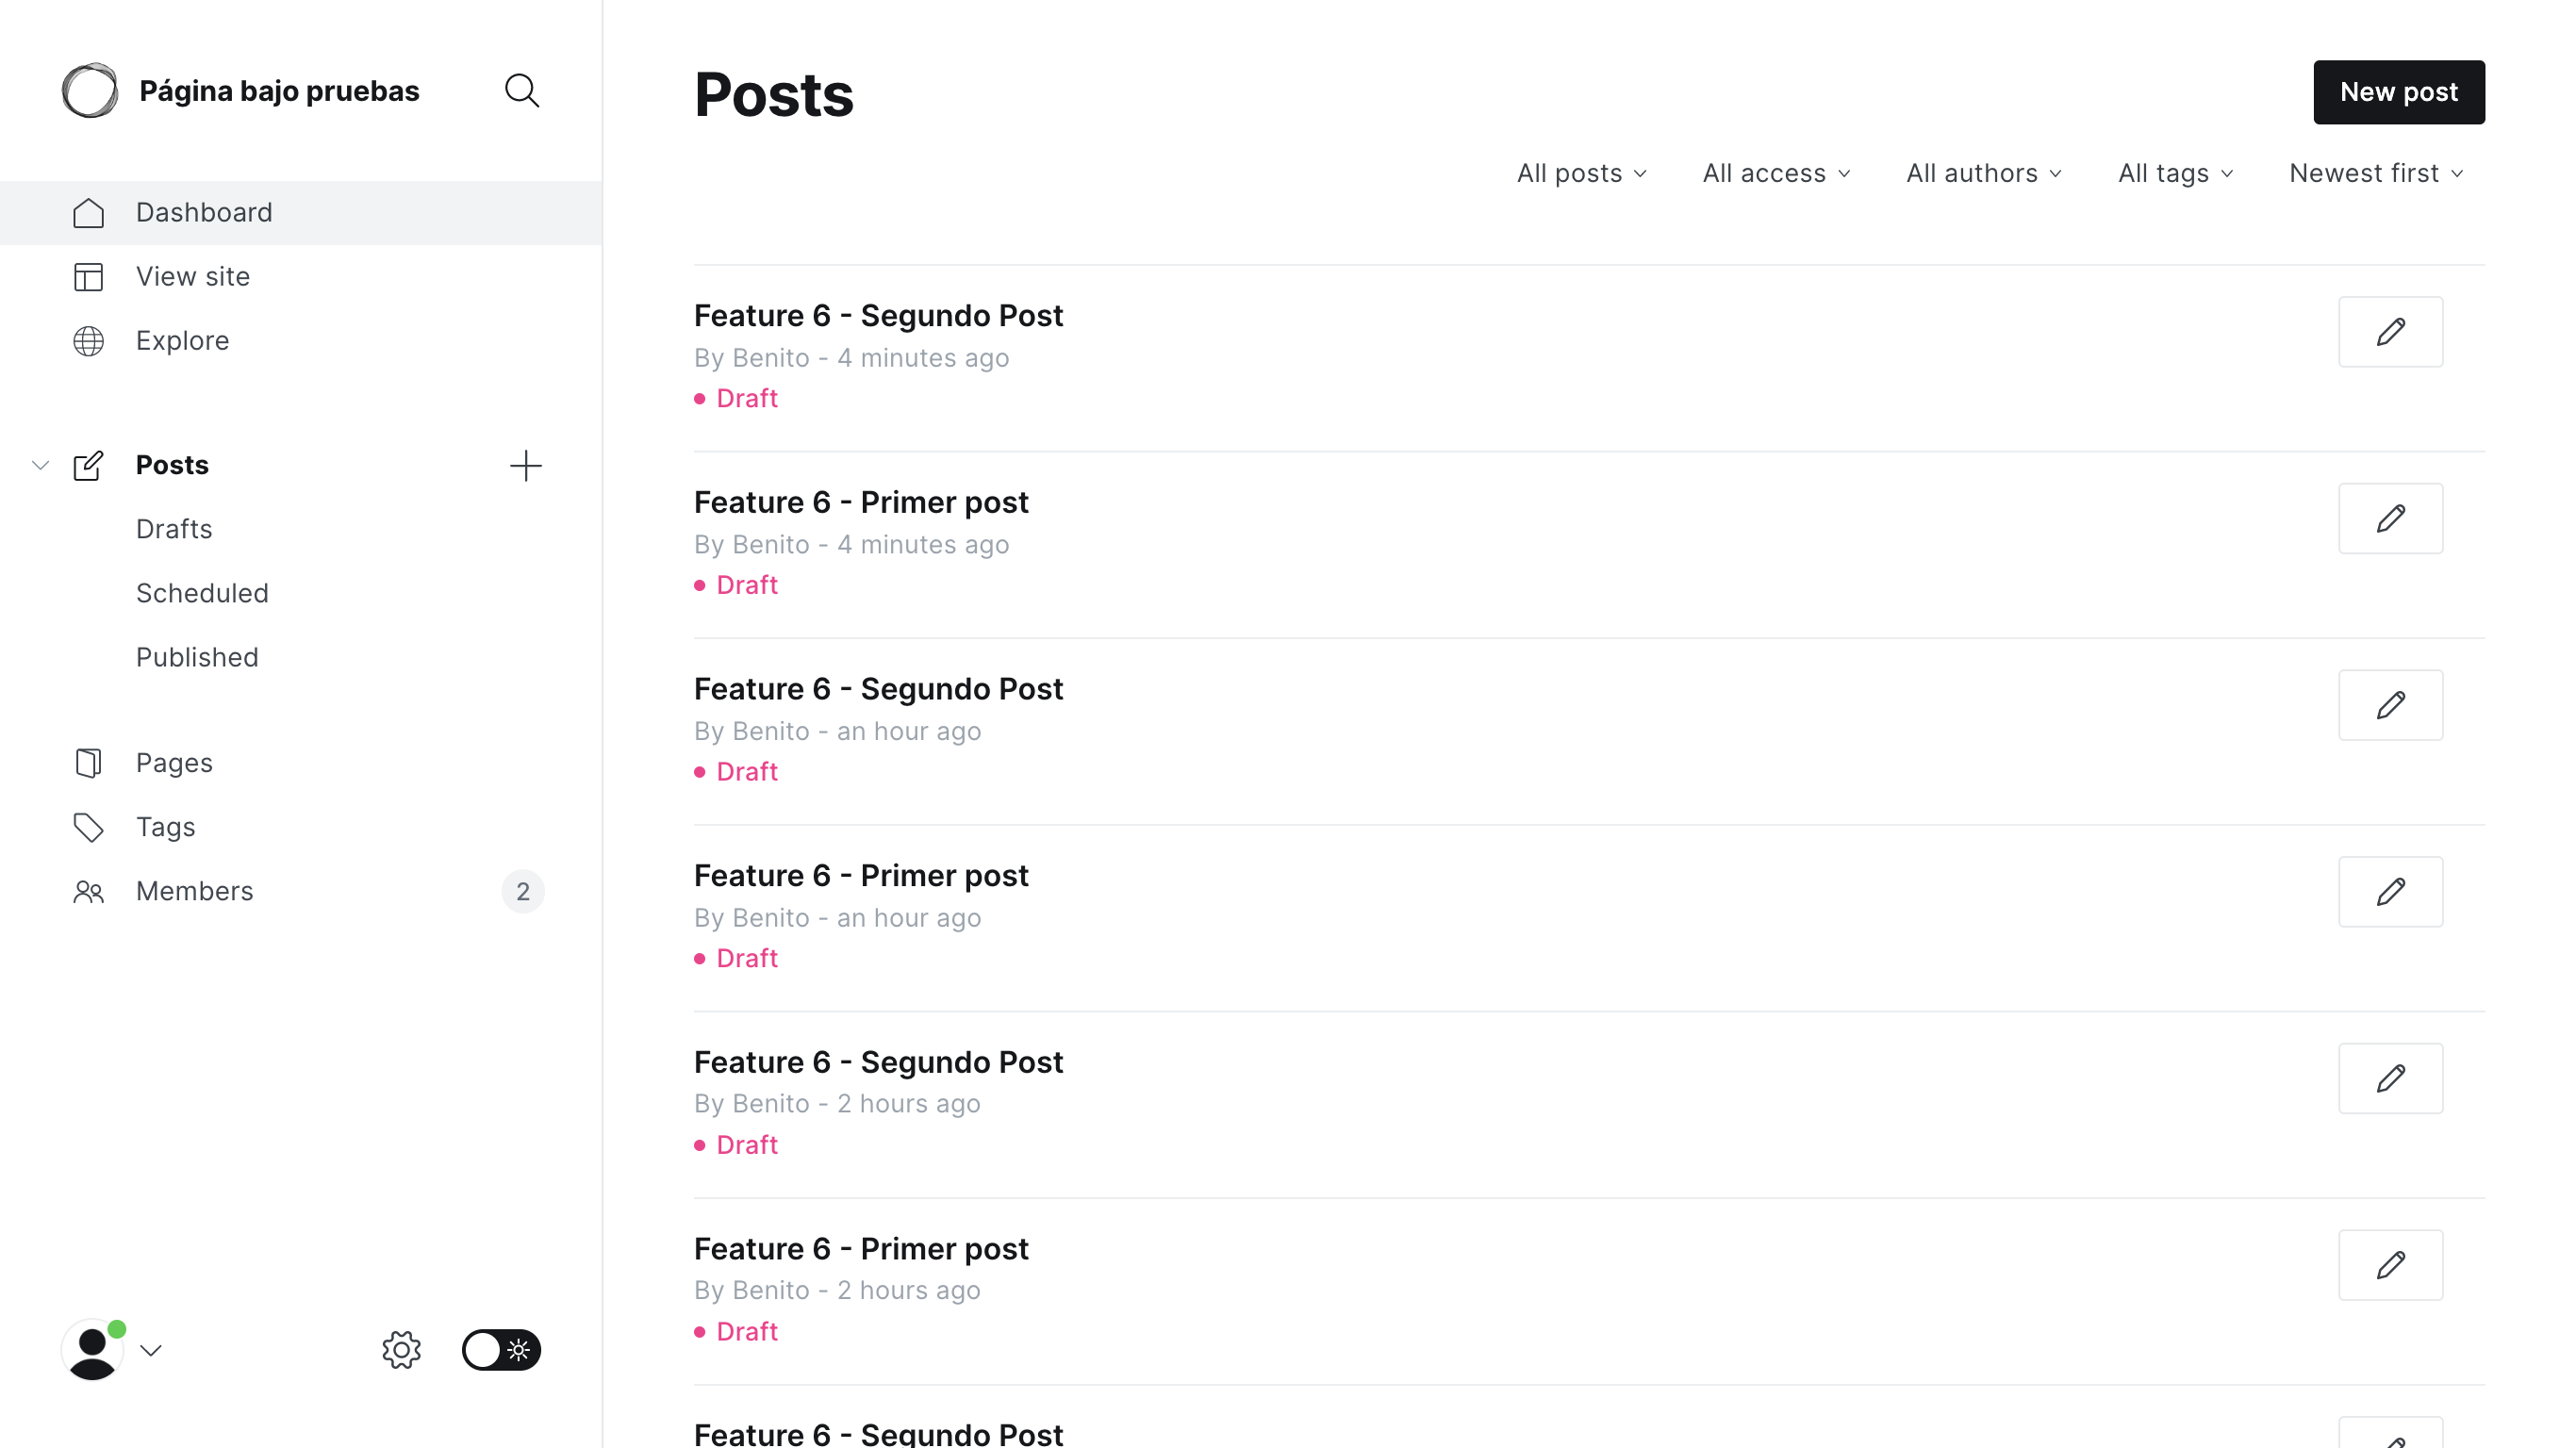 Página bajo pruebas
Dashboard
View site
Explore
Posts
Drafts
Scheduled
Published
Pages
Tags
Members 2
Posts
New post
All posts All access All authors All tags Newest first
Feature 6 - Segundo Post
By Benito - 4 minutes ago
Draft
Feature 6 - Primer post
By Benito - 4 minutes ago
Draft
Feature 6 - Segundo Post
By Benito - an hour ago
Draft
Feature 6 - Primer post
By Benito - an hour ago
Draft
Feature 6 - Segundo Post
By Benito - 2 hours ago
Draft
Feature 6 - Primer post
By Benito - 2 hours ago
Draft
Feature 6 - Segundo Post